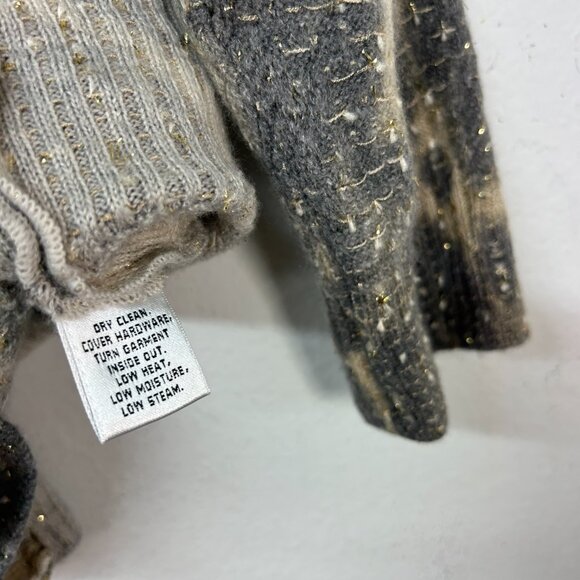 DRY CLEAN.
COVER HARDWARE,
TURN GARMENT
INSIDE OUT.
LOW HEAT,
LOW MOISTURE,
LOW STEAM.